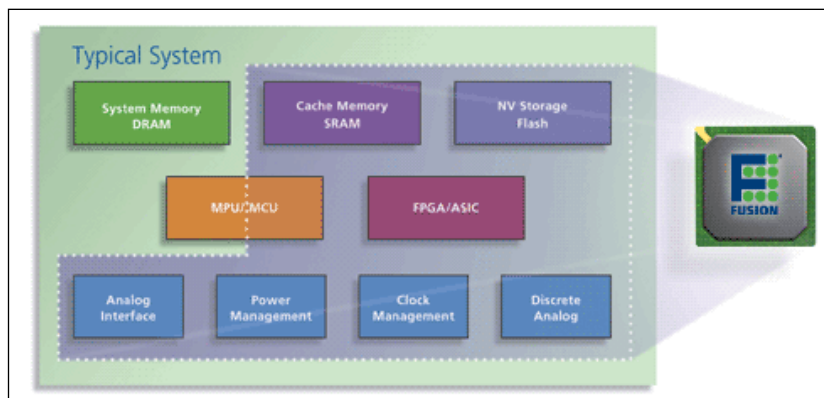 Typical System
System Memory
DRAM
Cache Memory
SRAM
NV Storage
Flash
MPU/MCU
FPGA/ASIC
Analog
Interface
Power
Management
Clock
Management
Discrete
Analog
FUSION